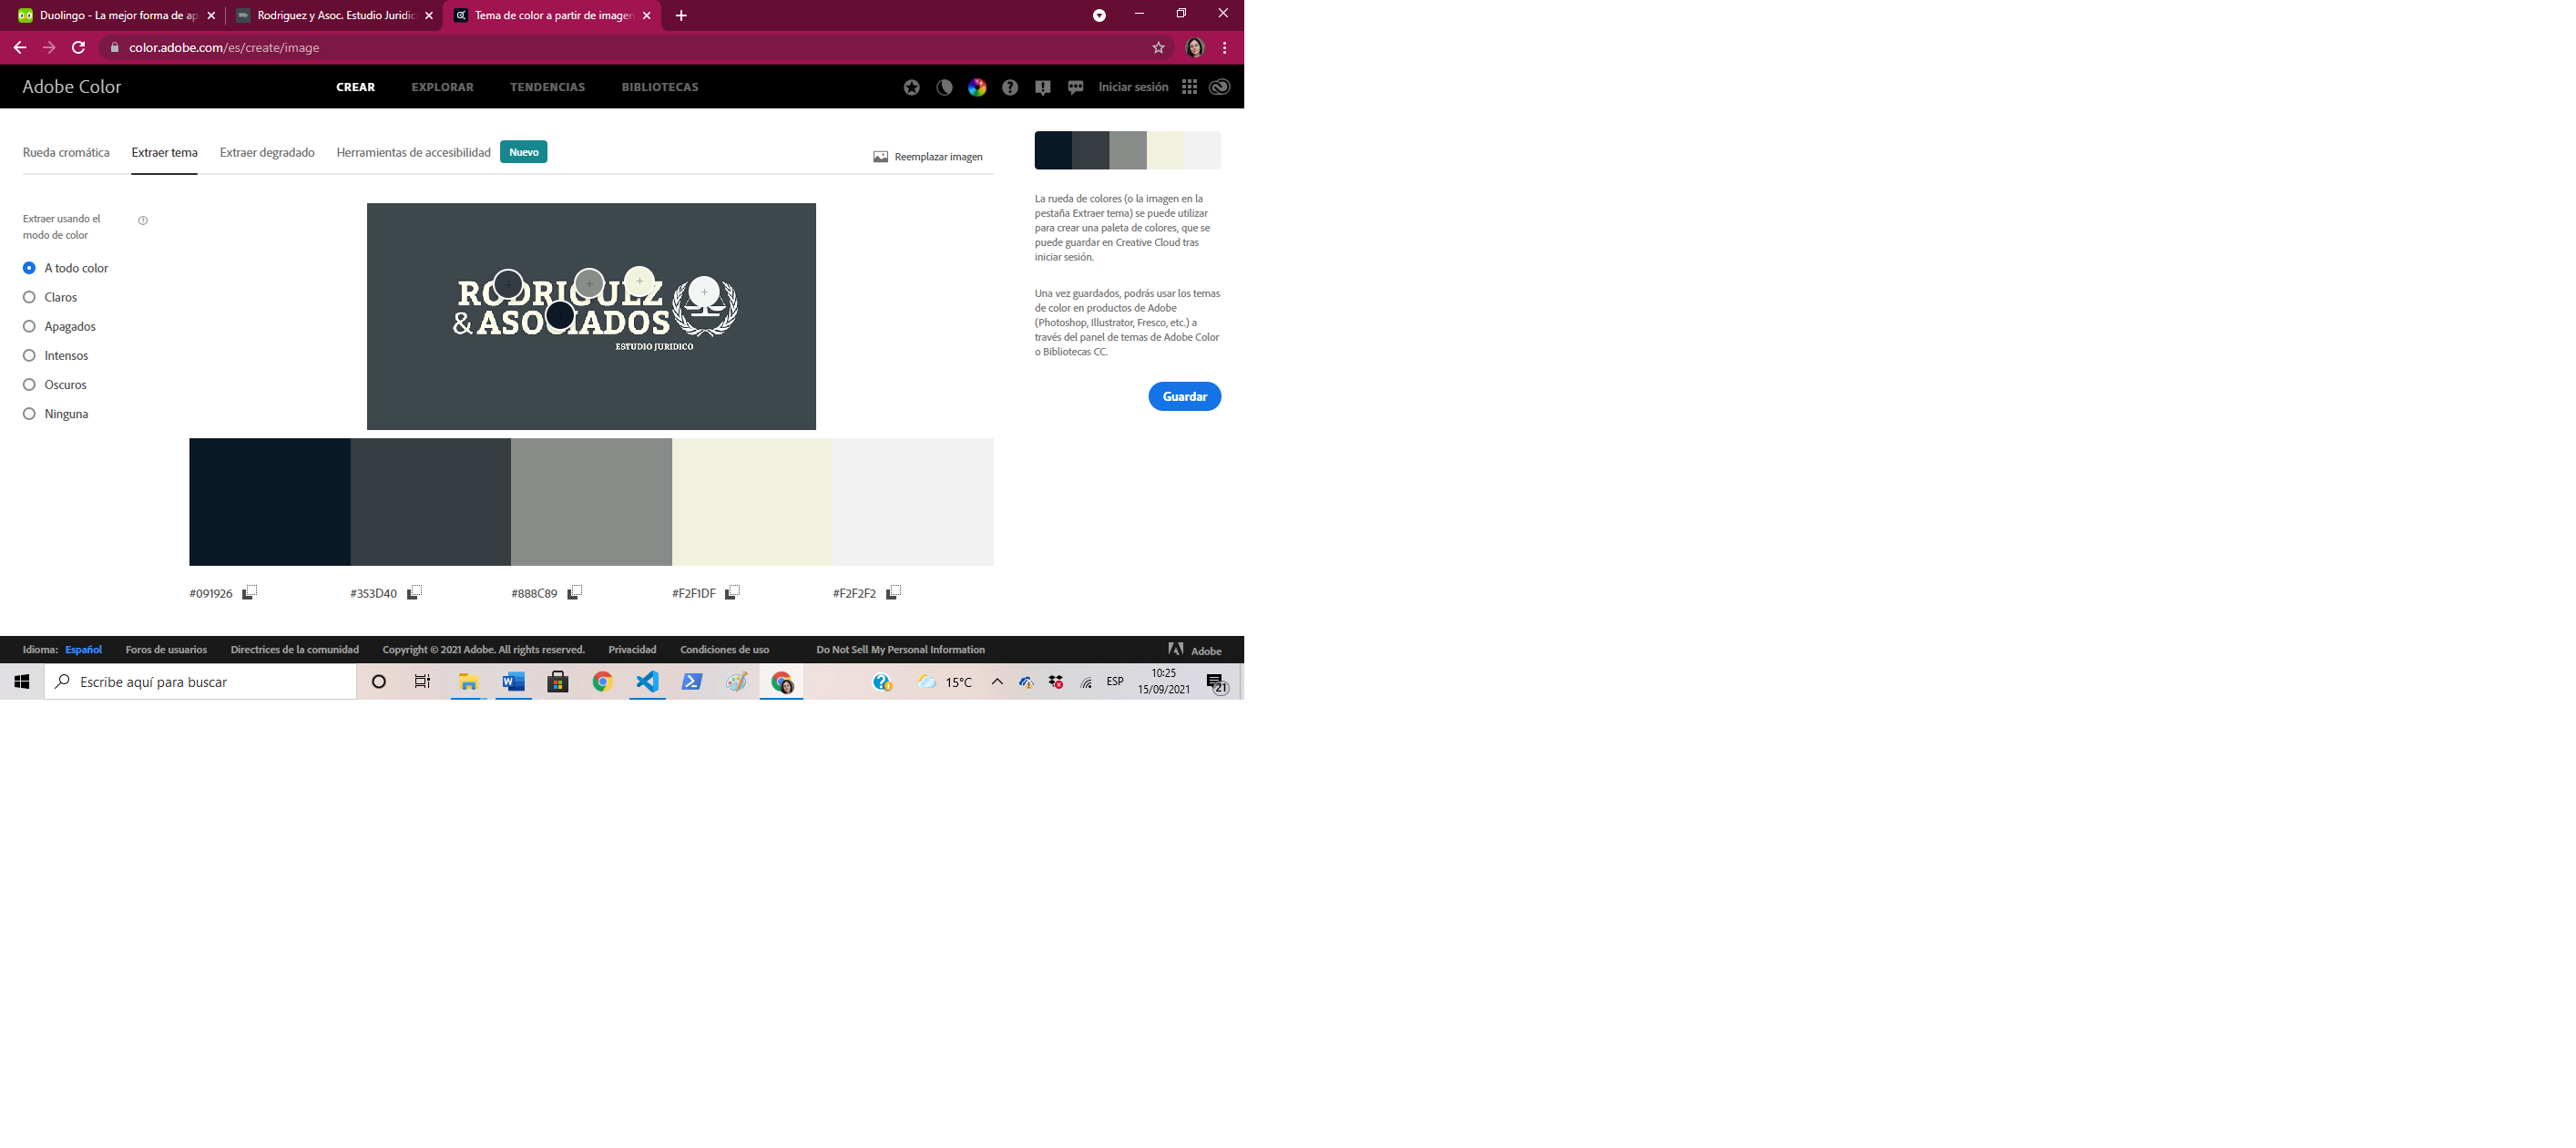 Duolingo - La mejor forma de ap
Rodriguez y Asoc. Estudio Juridic
Tema de color a partir de imagen
color.adobe.com/es/create/image
Adobe Color
CREAR
EXPLORAR
TENDENCIAS
BIBLIOTECAS
Iniciar sesión
Rueda cromática
Extraer tema
Extraer degradado
Herramientas de accesibilidad
Nuevo
Reemplazar imagen
Extraer usando el
modo de color
A todo color
Claros
Apagados
Intensos
Oscuros
Ninguna
RODRIGUEZ
& ASOCIADOS
ESTUDIO JURIDICO
La rueda de colores (o la imagen en la
pestaña Extraer tema) se puede utilizar
para crear una paleta de colores, que se
puede guardar en Creative Cloud tras
iniciar sesión.
Una vez guardados, podrás usar los temas
de color en productos de Adobe
(Photoshop, Illustrator, Fresco, etc.) a
través del panel de temas de Adobe Color
o Bibliotecas CC.
Guardar
#091926
#353D40
#888C89
#F2F1DF
#F2F2F2
Idioma: Español
Foros de usuarios
Directrices de la comunidad
Copyright © 2021 Adobe. All rights reserved.
Privacidad
Condiciones de uso
Do Not Sell My Personal Information
Adobe
Escribe aquí para buscar
15°C
ESP
10:25
15/09/2021
21